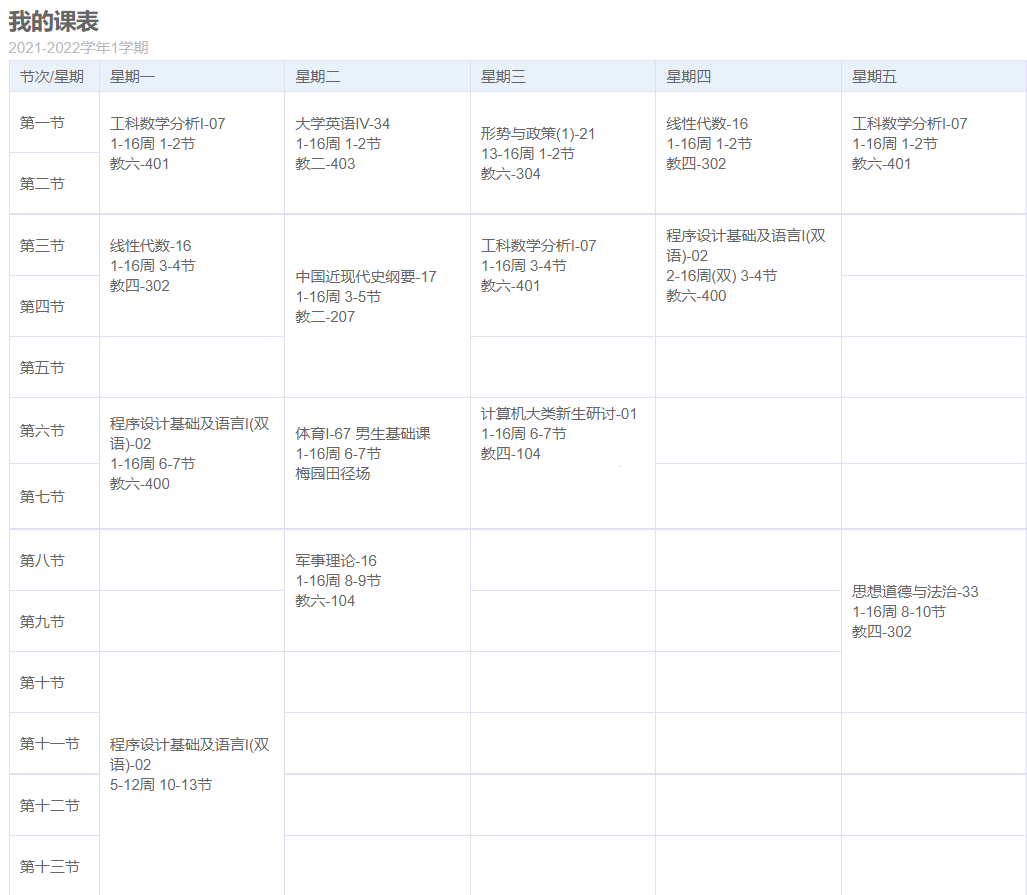 我的课表
2021-2022学年1学期
节次/星期 星期一 星期二 星期三 星期四 星期五
第一节
第二节
工科数学分析Ⅰ-07
1-16周 1-2节
教六-401
大学英语Ⅳ-34
1-16周 1-2节
教二-403
形势与政策(1)-21
13-16周 1-2节
教六-304
线性代数-16
1-16周 1-2节
教四-302
工科数学分析Ⅰ-07
1-16周 1-2节
教六-401
第三节
第四节
第五节
线性代数-16
1-16周 3-4节
教四-302
中国近现代史纲要-17
1-16周 3-5节
教二-207
工科数学分析Ⅰ-07
1-16周 3-4节
教六-401
程序设计基础及语言Ⅰ(双
语)-02
2-16周(双) 3-4节
教六-400
第六节
第七节
程序设计基础及语言Ⅰ(双
语)-02
1-16周 6-7节
教六-400
体育Ⅰ-67 男生基础课
1-16周 6-7节
梅园田径场
计算机大类新生研讨-01
1-16周 6-7节
教四-104
第八节
第九节
第十节
军事理论-16
1-16周 8-9节
教六-104
思想道德与法治-33
1-16周 8-10节
教四-302
第十一节
第十二节
第十三节
程序设计基础及语言Ⅰ(双
语)-02
5-12周 10-13节